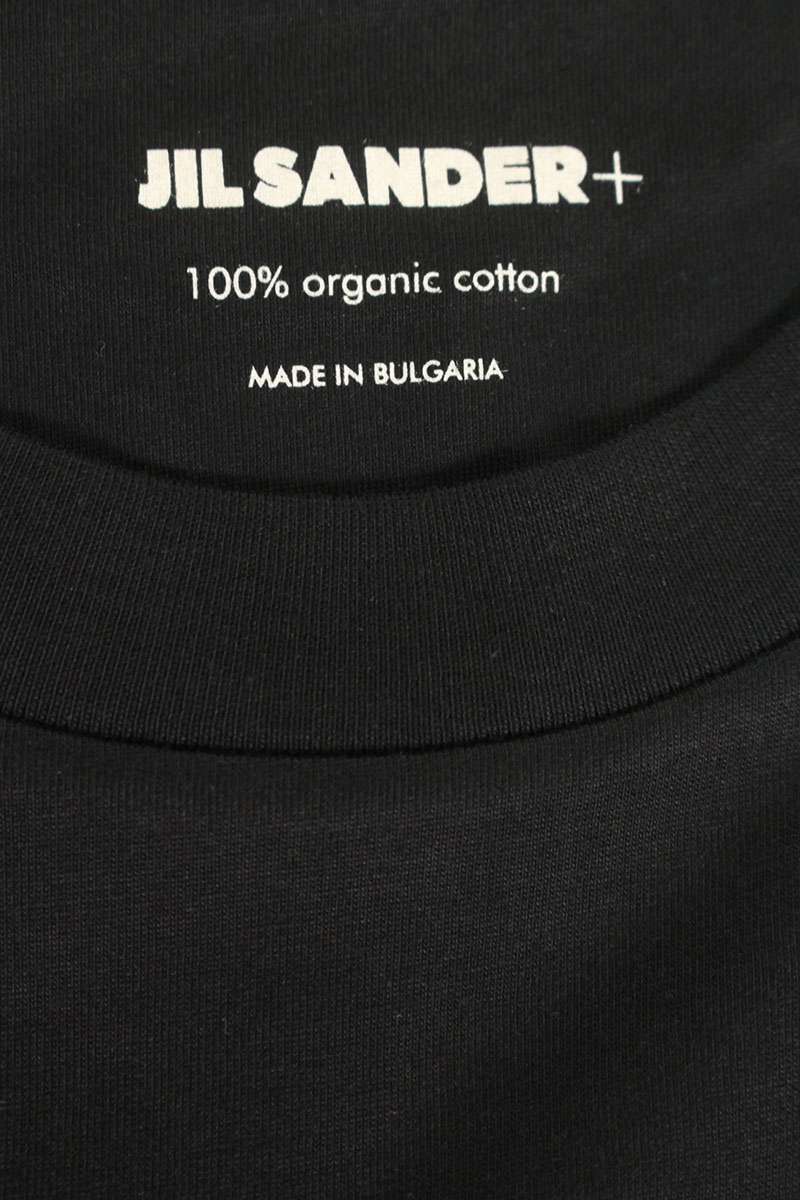 JIL SANDER+
100% organic cotton
MADE IN BULGARIA